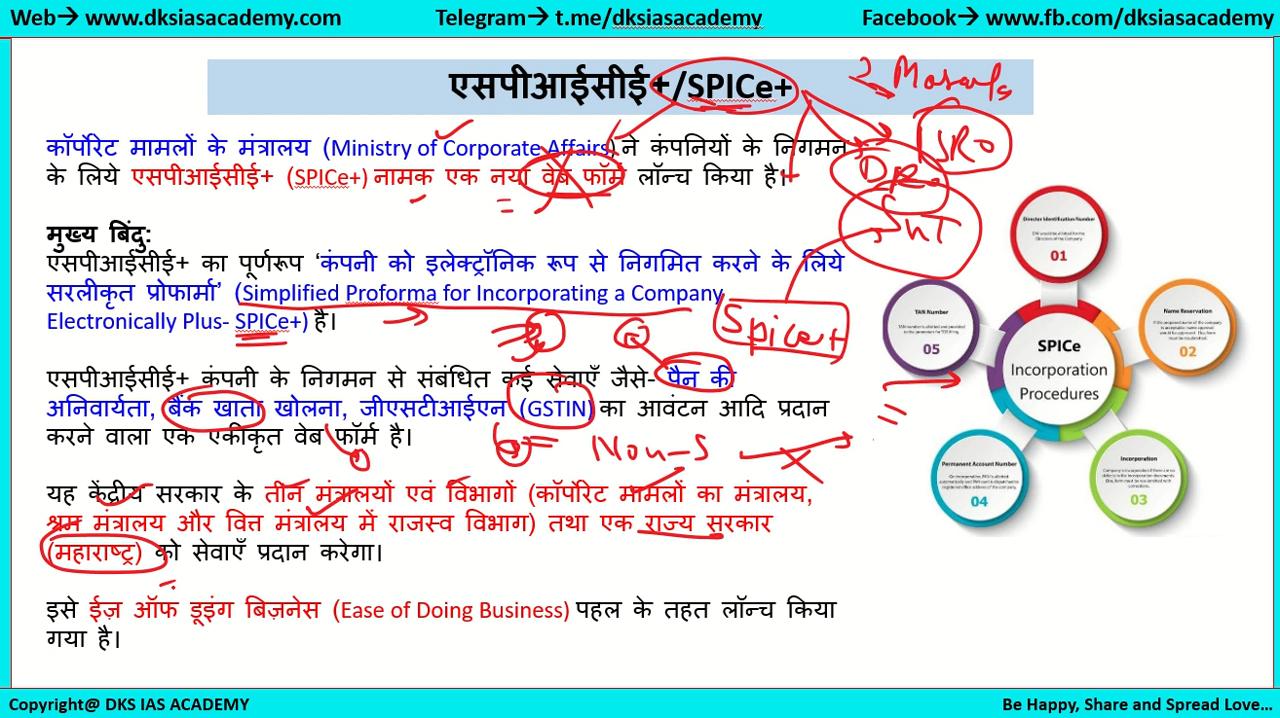 Web→ www.dksiasacademy.com Telegram→ t.me/dksiasacademy Facebook→ www.fb.com/dksiasacademy
एसपीआईसीई+/SPICe+
2
कॉर्पोरेट मामलों के मंत्रालय (Ministry of Corporate Affairs) ने कंपनियों के निगमन
के लिये एसपीआईसीई+ (SPICe+) नामक एक नया वेब फॉर्म लॉन्च किया है।
मुख्य बिंदु:
एसपीआईसीई+ का पूर्णरूप ‘कंपनी को इलेक्ट्रॉनिक रूप से निगमित करने के लिये
सरलीकृत प्रोफार्मा’ (Simplified Proforma for Incorporating a Company
Electronically Plus- SPICe+) है।
Spice+
एसपीआईसीई+ कंपनी के निगमन से संबंधित कई सेवाएँ जैसे- पैन की
अनिवार्यता, बैंक खाता खोलना, जीएसटीआईएन (GSTIN) का आवंटन आदि प्रदान
करने वाला एक एकीकृत वेब फॉर्म है।
Non-S
यह केंद्रीय सरकार के तीन मंत्रालयों एवं विभागों (कॉर्पोरेट मामलों का मंत्रालय,
श्रम मंत्रालय और वित्त मंत्रालय में राजस्व विभाग) तथा एक राज्य सरकार
(महाराष्ट्र) को सेवाएँ प्रदान करेगा।
इसे ईज़ ऑफ डूइंग बिज़नेस (Ease of Doing Business) पहल के तहत लॉन्च किया
गया है।
SPICe
Incorporation
Procedures
Director Identification Number
01
Name Reservation
02
Incorporation
03
Permanent Account Number
04
TAN Number
05
Copyright@ DKS IAS ACADEMY Be Happy, Share and Spread Love...